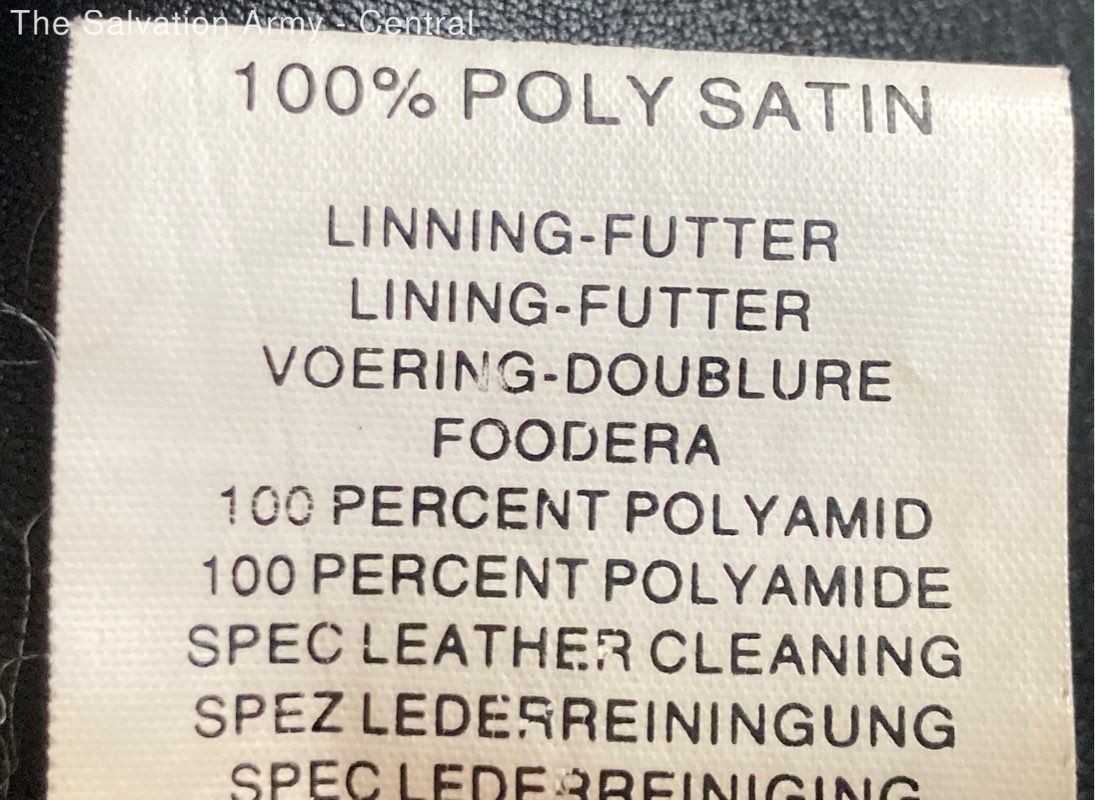 The Salvation Army - Central
100% POLY SATIN
LINNING-FUTTER
LINING-FUTTER
VOERING-DOUBLURE
FOODERA
100 PERCENT POLYAMID
100 PERCENT POLYAMIDE
SPEC LEATHER CLEANING
SPEZ LEDERREININGUNG
SPEC LEDERREINIGING